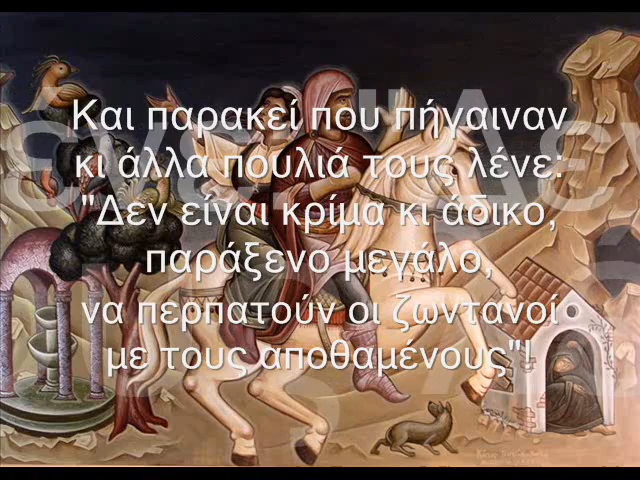 Και παρακεί που πήγαιναν
κι άλλα πουλιά τους λένε:
"Δεν είναι κρίμα κι άδικο,
παράξενο μεγάλο,
να περπατούν οι ζωντανοί
με τους αποθαμένους"!